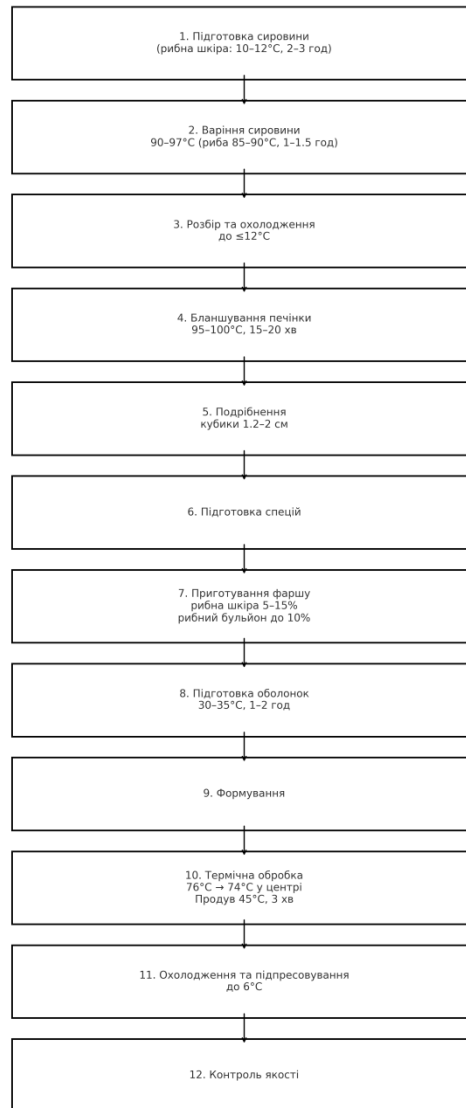 1. Підготовка сировини
(рибна шкіра: 10–12°C, 2–3 год)
2. Варіння сировини
90–97°C (риба 85–90°C, 1–1.5 год)
3. Розбір та охолодження
до ≤12°C
4. Бланшування печінки
95–100°C, 15–20 хв
5. Подрібнення
кубики 1.2–2 см
6. Підготовка спецій
7. Приготування фаршу
рибна шкіра 5–15%
рибний бульйон до 10%
8. Підготовка оболонок
30–35°C, 1–2 год
9. Формування
10. Термічна обробка
76°C → 74°C у центрі
Продув 45°C, 3 хв
11. Охолодження та підпресовування
до 6°C
12. Контроль якості